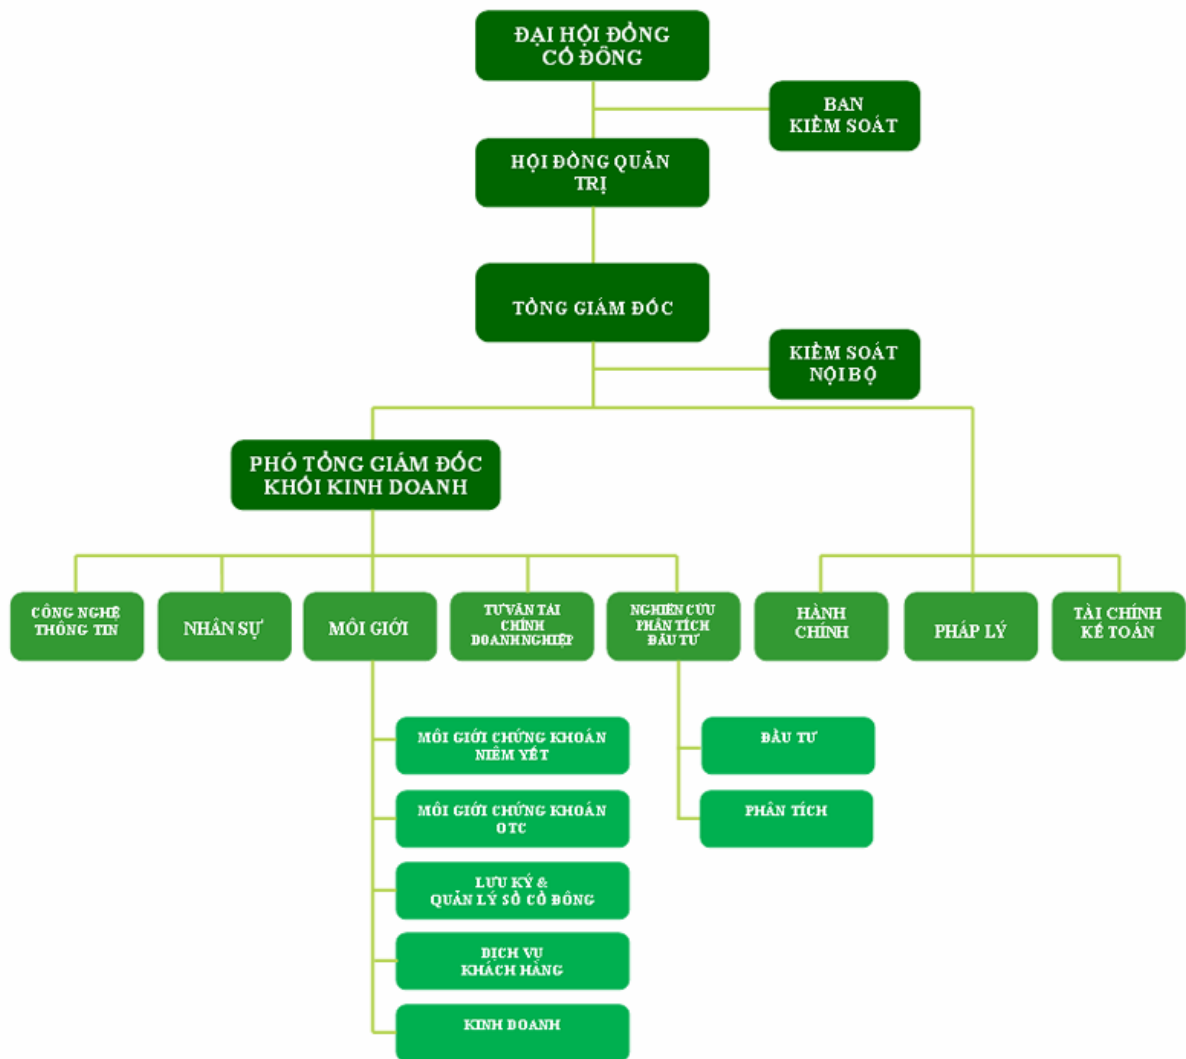 ĐẠI HỘI ĐỒNG
CỔ ĐÔNG
BAN
KIỂM SOÁT
HỘI ĐỒNG QUẢN
TRỊ
TỔNG GIÁM ĐỐC
KIỂM SOÁT
NỘI BỘ
PHÓ TỔNG GIÁM ĐỐC
KHỐI KINH DOANH
CÔNG NGHỆ
THÔNG TIN
NHÂN SỰ
MÔI GIỚI
TƯ VẤN TÀI
CHÍNH
DOANH NGHIỆP
NGHIÊN CỨU
PHÂN TÍCH
ĐẦU TƯ
HÀNH
CHÍNH
PHÁP LÝ
TÀI CHÍNH
KẾ TOÁN
MÔI GIỚI CHỨNG KHOÁN
NIÊM YẾT
MÔI GIỚI CHỨNG KHOÁN
OTC
LƯU KÝ &
QUẢN LÝ SỔ CỔ ĐÔNG
DỊCH VỤ
KHÁCH HÀNG
KINH DOANH
ĐẦU TƯ
PHÂN TÍCH